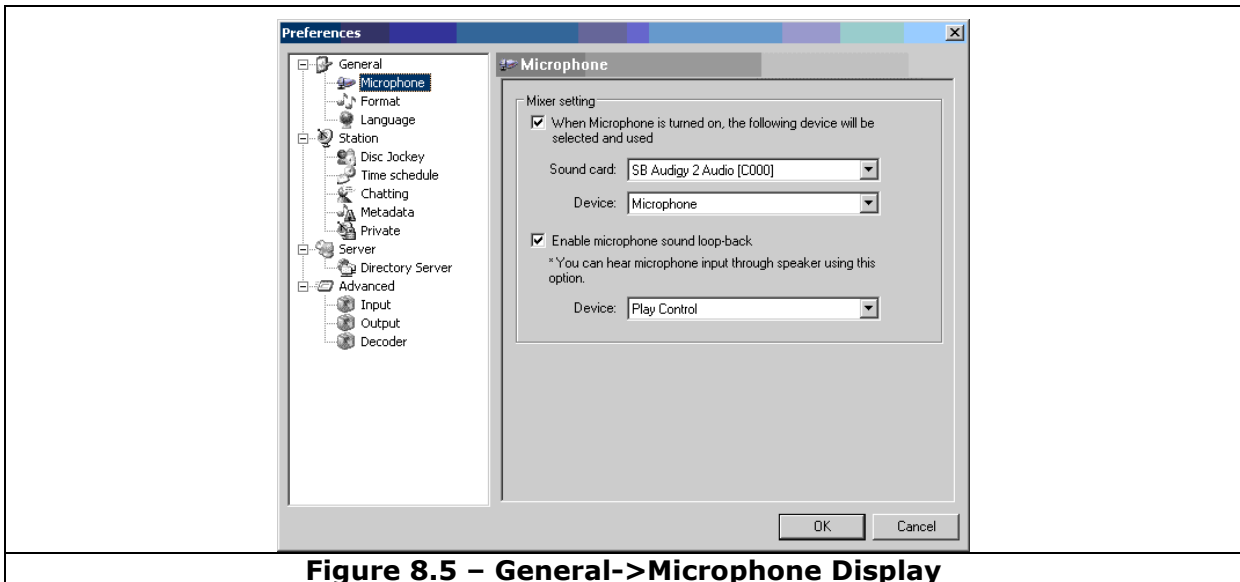 Preferences
General
Microphone
Format
Language
Station
Disc Jockey
Time schedule
Chatting
Metadata
Private
Server
Directory Server
Advanced
Input
Output
Decoder
Microphone
Mixer setting
When Microphone is turned on, the following device will be
selected and used
Sound card: SB Audigy 2 Audio [C000]
Device: Microphone
Enable microphone sound loop-back
* You can hear microphone input through speaker using this
option.
Device: Play Control
OK Cancel
Figure 8.5 – General->Microphone Display